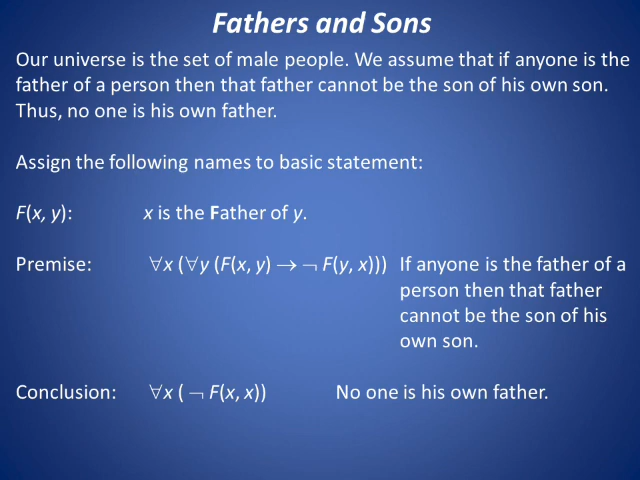 Fathers and Sons
Our universe is the set of male people. We assume that if anyone is the
father of a person then that father cannot be the son of his own son.
Thus, no one is his own father.
Assign the following names to basic statement:
F(x, y): x is the Father of y.
Premise: ∀x (∀y (F(x, y) → ¬ F(y, x))) If anyone is the father of a
person then that father
cannot be the son of his
own son.
Conclusion: ∀x ( ¬ F(x, x)) No one is his own father.